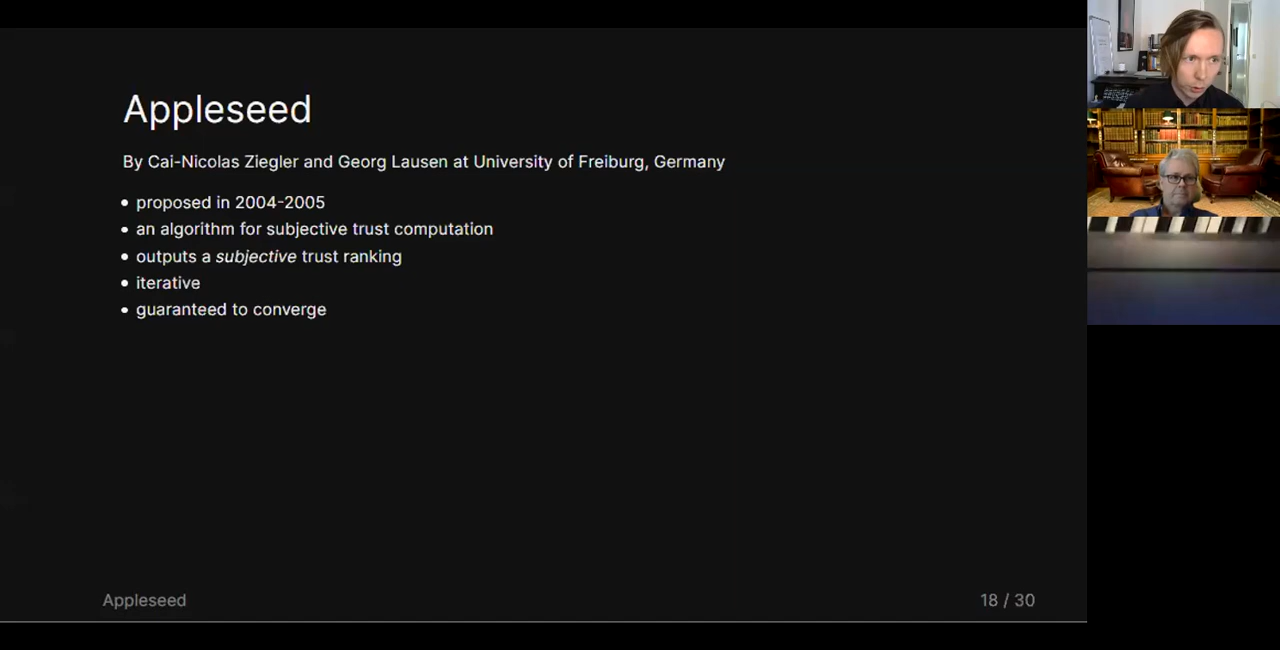 Appleseed
By Cai-Nicolas Ziegler and Georg Lausen at University of Freiburg, Germany
• proposed in 2004-2005
• an algorithm for subjective trust computation
• outputs a subjective trust ranking
• iterative
• guaranteed to converge
Appleseed
18 / 30